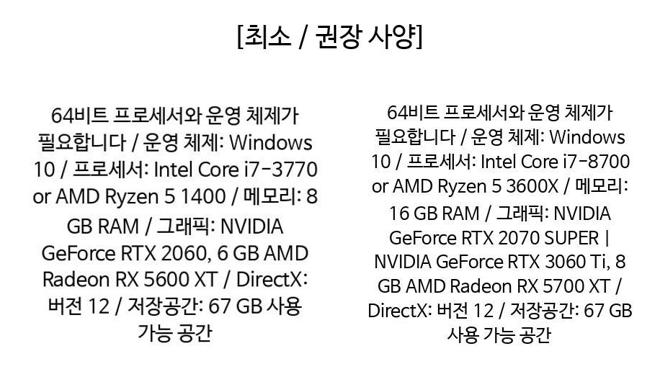 [최소 / 권장 사양]
64비트 프로세서와 운영 체제가
필요합니다 / 운영 체제: Windows
10 / 프로세서: Intel Core i7-3770
or AMD Ryzen 5 1400 / 메모리: 8
GB RAM / 그래픽: NVIDIA
GeForce RTX 2060, 6 GB AMD
Radeon RX 5600 XT / DirectX:
버전 12 / 저장공간: 67 GB 사용
가능 공간
64비트 프로세서와 운영 체제가
필요합니다 / 운영 체제: Windows
10 / 프로세서: Intel Core i7-8700
or AMD Ryzen 5 3600X / 메모리:
16 GB RAM / 그래픽: NVIDIA
GeForce RTX 2070 SUPER |
NVIDIA GeForce RTX 3060 Ti, 8
GB AMD Radeon RX 5700 XT /
DirectX: 버전 12 / 저장공간: 67 GB
사용 가능 공간